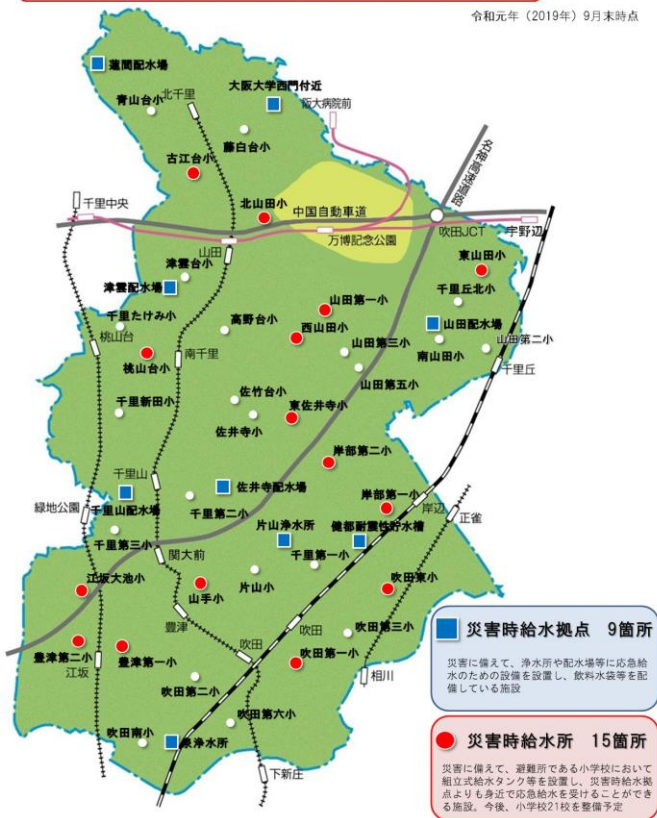 令和元年（2019年）9月末時点
蓮間配水場
大阪大学西門付近
北千里
阪大病院前
青山台小
藤白台小
名神高速道路
古江台小
千里中央
北山田小
中国自動車道
吹田JCT
宇野辺
万博記念公園
山田
東山田小
津雲台小
千里丘北小
津雲配水場
山田第一小
千里たけみ小
高野台小
西山田小
山田配水場
桃山台
山田第三小
南山田小
山田第二小
桃山台小
南千里
千里丘
山田第五小
佐竹台小
千里新田小
東佐井寺小
佐井寺小
岸部第二小
千里山
佐井寺配水場
緑地公園
千里山配水場
千里第二小
岸部第一小
岸辺
正雀
片山浄水所
健都耐震性貯水槽
千里第三小
関大前
千里第一小
江坂大池小
山手小
片山小
吹田東小
豊津
吹田
吹田第三小
豊津第二小
豊津第一小
吹田
吹田第一小
江坂
吹田第二小
相川
吹田第六小
吹田南小
泉浄水所
下新庄
災害時給水拠点 9箇所
災害に備えて、浄水所や配水場等に応急給
水のための設備を設置し、飲料水袋等を配
備している施設
災害時給水所 15箇所
災害に備えて、避難所である小学校において
組立式給水タンク等を設置し、災害時給水拠
点よりも身近で応急給水を受けることができ
る施設。今後、小学校21校を整備予定